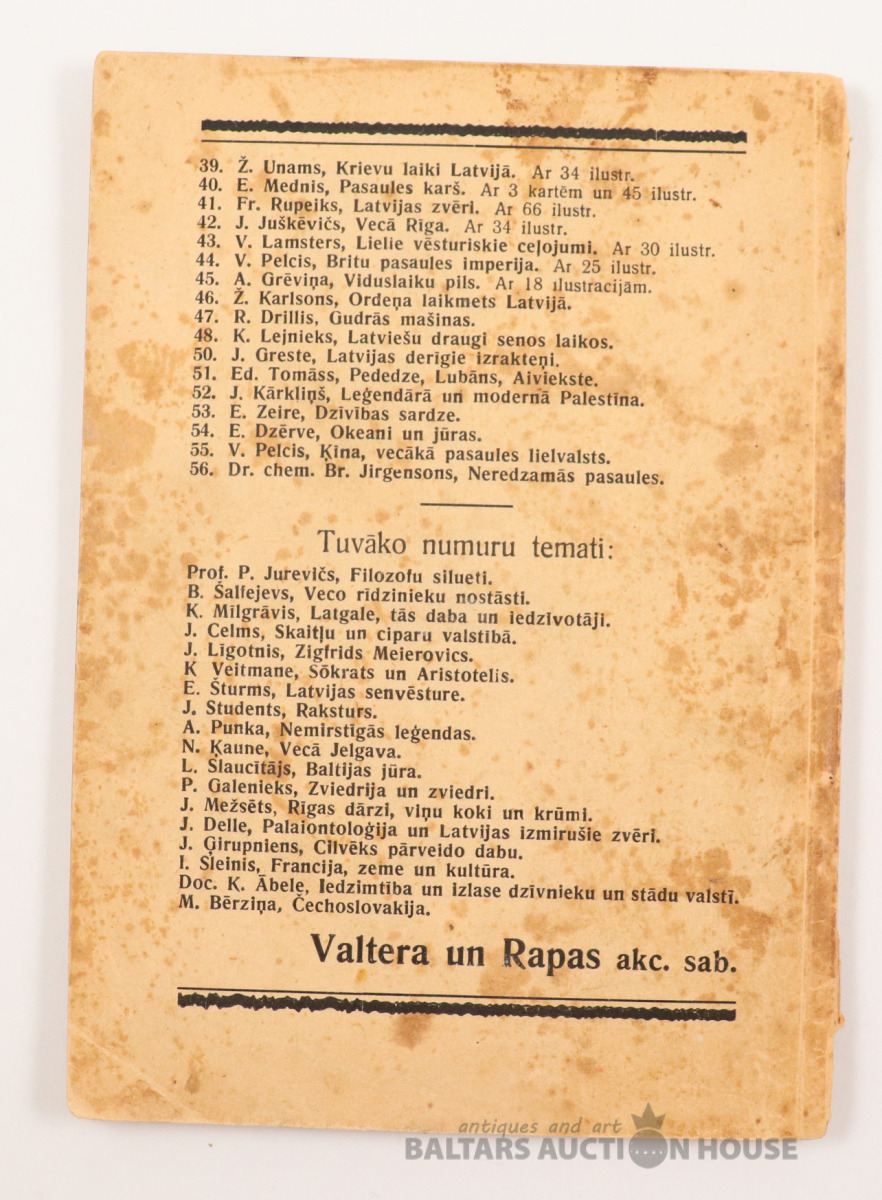 39. Ž. Unams, Krievu laiki Latvijā. Ar 34 ilustr.
40. E. Mednis, Pasaules karš. Ar 3 kartēm un 45 ilustr.
41. Fr. Rupeiks, Latvijas zvēri. Ar 66 ilustr.
42. J. Juškēvičs, Vecā Rīga. Ar 34 ilustr.
43. V. Lamsters, Lielie vēsturiskie ceļojumi. Ar 30 ilustr.
44. V. Pelcis, Britu pasaules imperija. Ar 25 ilustr.
45. A. Grēviņa, Viduslaiku pils. Ar 18 ilustracijām.
46. Ž. Karlsons, Ordeņa laikmets Latvijā.
47. R. Drillis, Gudrās mašinas.
48. K. Lejnieks, Latviešu draugi senos laikos.
50. J. Greste, Latvijas derīgie izrakteņi.
51. Ed. Tomāss, Pededze, Lubāns, Aiviekste.
52. J. Kārkliņš, Leģendārā un modernā Palestīna.
53. E. Zeire, Dzīvības sardze.
54. E. Dzērve, Okeani un jūras.
55. V. Pelcis, Ķīna, vecākā pasaules lielvalsts.
56. Dr. chem. Br. Jirgensons, Neredzamās pasaules.
Tuvāko numuru temati:
Prof. P. Jurevičs, Filozofu silueti.
B. Šalfejevs, Veco rīdzinieku nostāsti.
K. Mīlgrāvis, Latgale, tās daba un iedzīvotāji.
J. Celms, Skaitļu un ciparu valstībā.
J. Līgotnis, Zigfrids Meierovics.
K Veitmane, Sōkrats un Aristotelis.
E. Šturms, Latvijas senvēsture.
J. Students, Raksturs.
A. Punka, Nemirstīgās leģendas.
N. Ķaune, Vecā Jelgava.
L. Slaucītājs, Baltijas jūra.
P. Galenieks, Zviedrija un zviedri.
J. Mežsēts, Rīgas dārzi, viņu koki un krūmi.
J. Delle, Palaiontoloģija un Latvijas izmirušie zvēri.
J. Ģirupniens, Cilvēks pārveido dabu.
I. Sleinis, Francija, zeme un kultūra.
Doc. K. Ābele, Iedzimtība un izlase dzīvnieku un stādu valstī.
M. Bērziņa, Čechoslovakija.
Valtera un Rapas akc. sab.
antiques and art
BALTARS AUCTION HOUSE